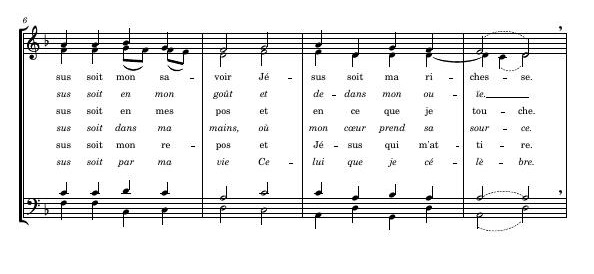 6
sus soit mon sa - voir Jé - sus soit ma ri - ches - se.
sus soit en mon goût et de - dans mon ou - ïe.
sus soit en mes pos et en ce que je tou - che.
sus soit dans ma mains, où mon cœur prend sa sour - ce.
sus soit mon re - pos et Jé - sus qui m'at - ti - re.
sus soit par ma vie Ce - lui que je cé - lè - bre.